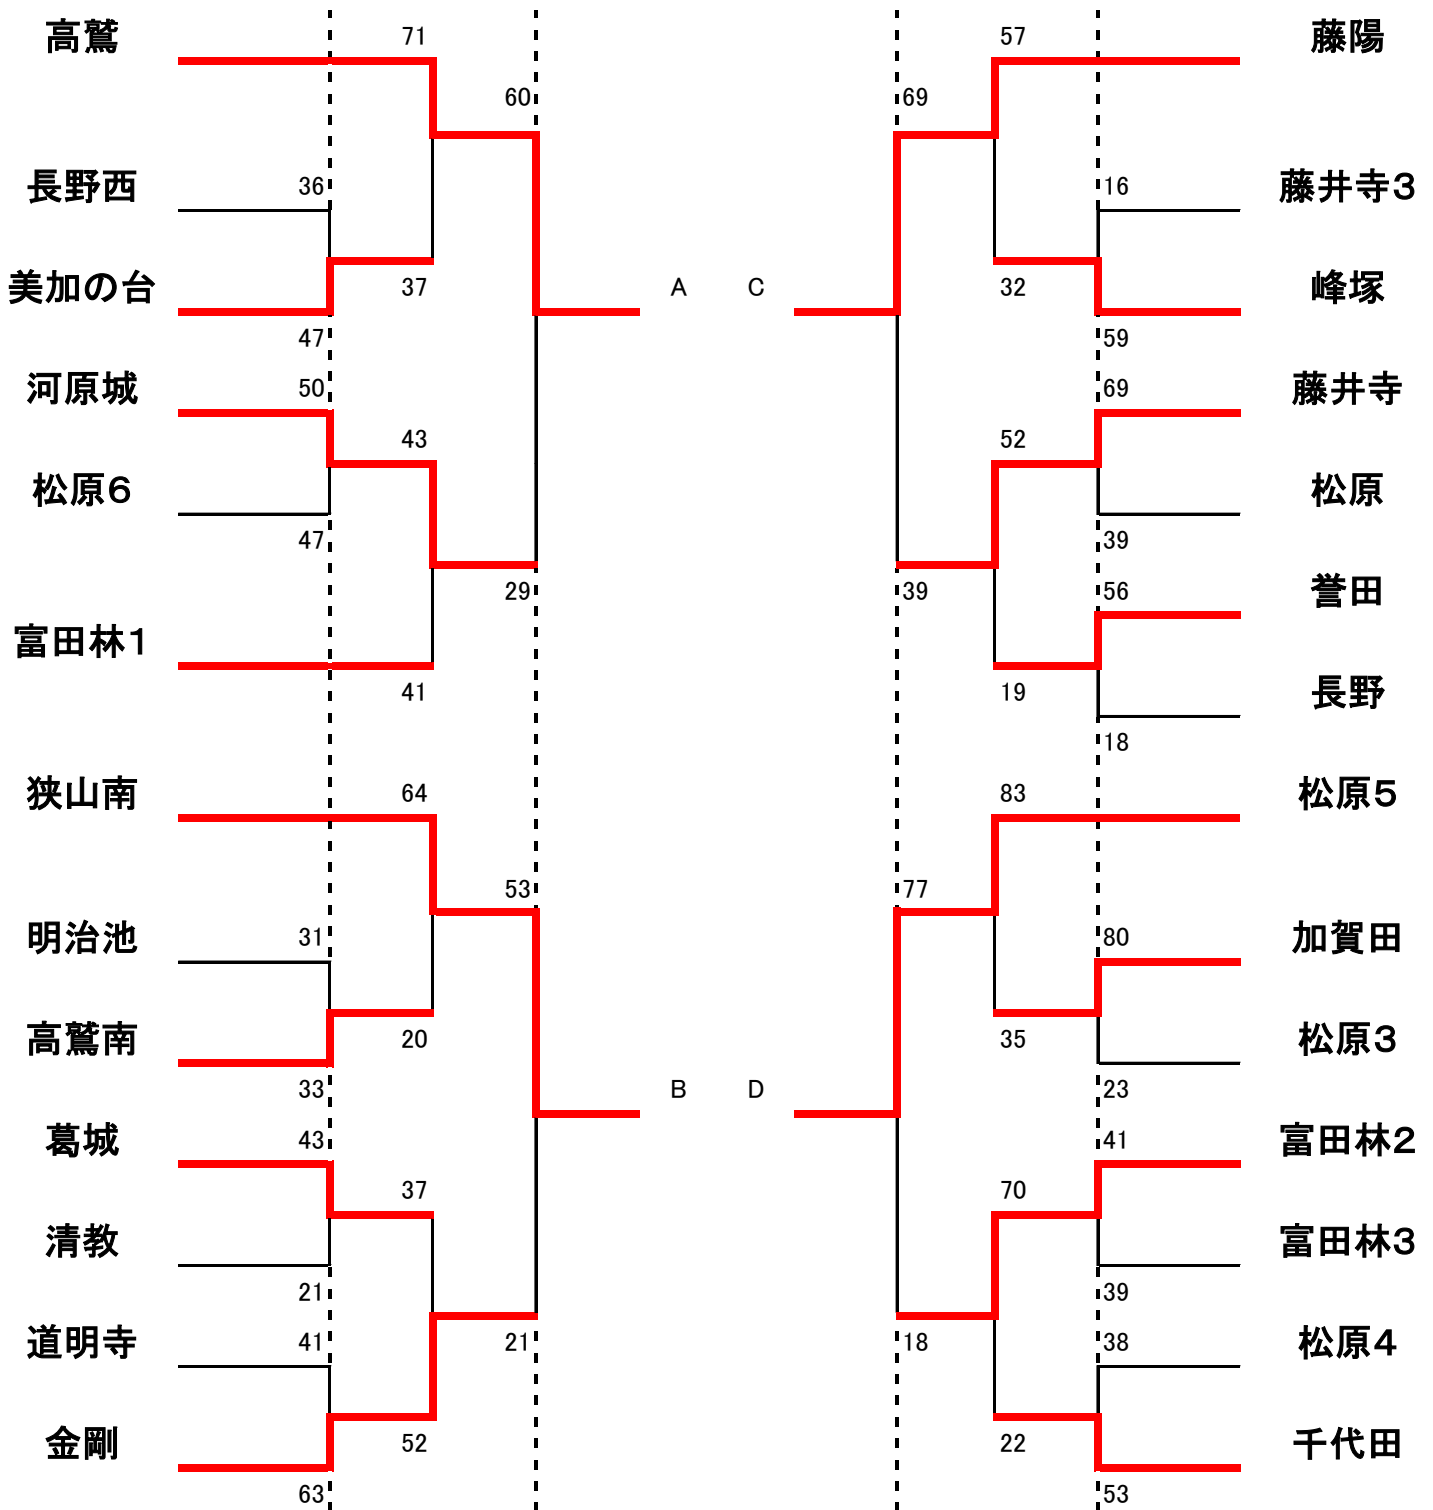 高鷲 71 57 藤陽
60 69
長野西 36 16 藤井寺3
美加の台 37 A C 32 峰塚
47 59
河原城 50 69 藤井寺
43 52
松原6 松原
47 39
29 39 56 誉田
富田林1
41 19 長野
18
狭山南 64 83 松原5
53 77
明治池 31 80 加賀田
高鷲南 20 35 松原3
33 B D 23
葛城 43 41 富田林2
37 70
清教 富田林3
21 39
道明寺 41 21 18 38 松原4
金剛 52 22 千代田
63 53